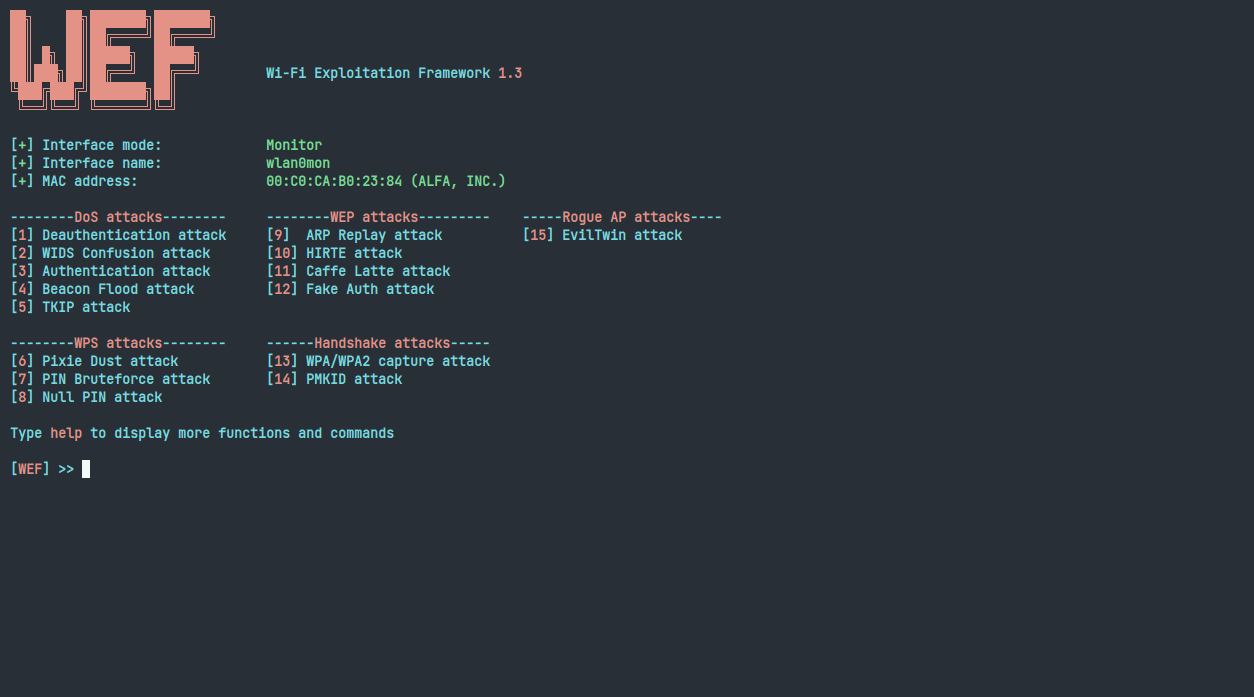 WEF
Wi-Fi Exploitation Framework 1.3
[+] Interface mode: Monitor
[+] Interface name: wlan0mon
[+] MAC address: 00:C0:CA:B0:23:84 (ALFA, INC.)
--------DoS attacks-------- --------WEP attacks--------- -----Rogue AP attacks----
[1] Deauthentication attack [9] ARP Replay attack [15] EvilTwin attack
[2] WIDS Confusion attack [10] HIRTE attack
[3] Authentication attack [11] Caffe Latte attack
[4] Beacon Flood attack [12] Fake Auth attack
[5] TKIP attack
--------WPS attacks-------- ------Handshake attacks-----
[6] Pixie Dust attack [13] WPA/WPA2 capture attack
[7] PIN Bruteforce attack [14] PMKID attack
[8] Null PIN attack
Type help to display more functions and commands
[WEF] >>